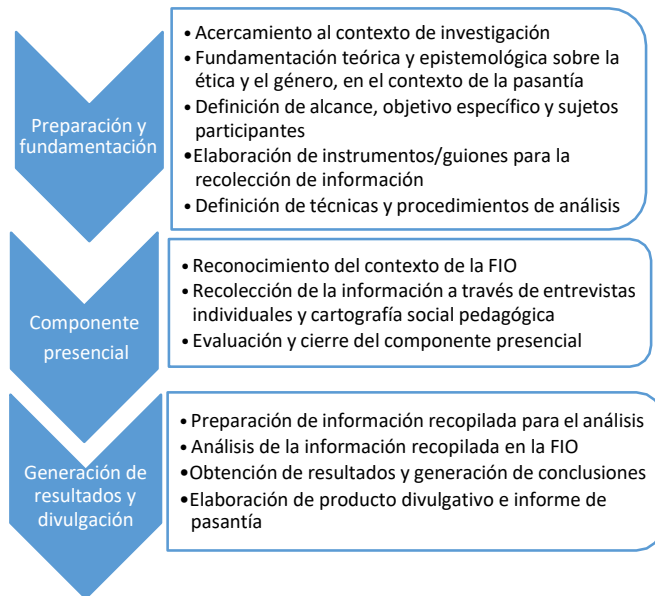 Preparación y
fundamentación
• Acercamiento al contexto de investigación
• Fundamentación teórica y epistemológica sobre la
ética y el género, en el contexto de la pasantía
• Definición de alcance, objetivo específico y sujetos
participantes
•Elaboración de instrumentos/guiones para la
recolección de información
• Definición de técnicas y procedimientos de análisis
Componente
presencial
• Reconocimiento del contexto de la FIO
• Recolección de la información a través de entrevistas
individuales y cartografía social pedagógica
• Evaluación y cierre del componente presencial
Generación de
resultados y
divulgación
• Preparación de información recopilada para el análisis
• Análisis de la información recopilada en la FIO
•Obtención de resultados y generación de conclusiones
•Elaboración de producto divulgativo e informe de
pasantía